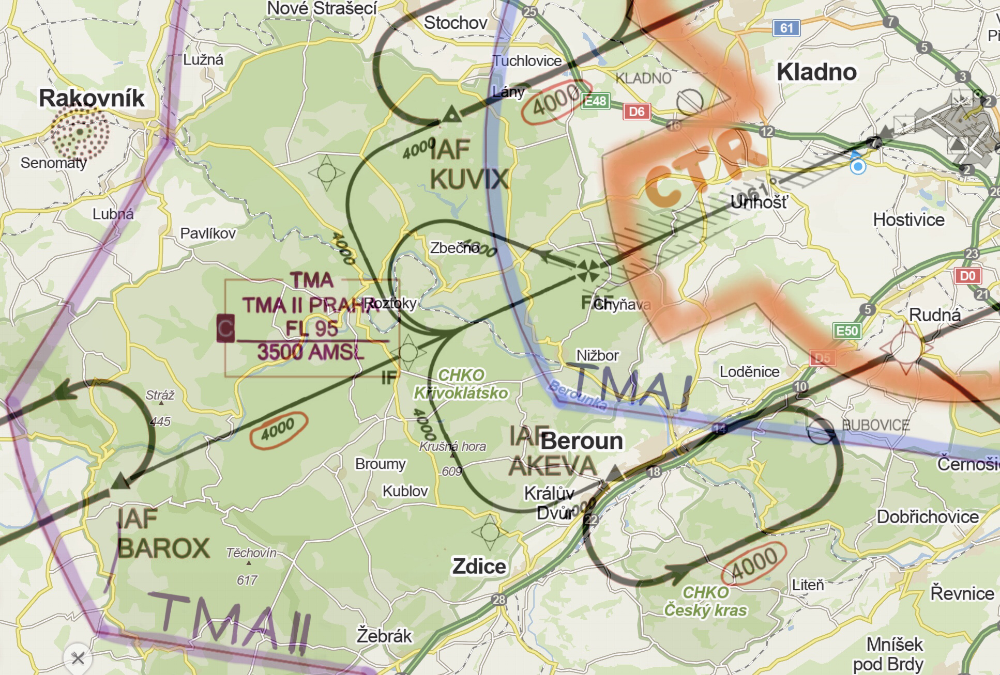 Nové Strašecí
Stochov
25
61
7
Kladno
5
3
2
Lužná
Tuchlovice
KLADNO
Rakovník
Lány
4000
E48
D6
16
12
7
2
26
Senomaty
4000
IAF
KUVIX
CTR
061°
Unhošť
Hostivice
Lubná
Pavlíkov
4000
Zbečno
4000
23
D0
21
TMA
TMA II PRAHA
FL 95
3500 AMSL
C
Roztoky
FAF
Chyňava
5
Rudná
E50
D5
IF
CHKO
Křivoklátsko
Nižbor
Loděnice
10
TMA I
Berounka
Stráž
445
4000
4000
14
BUBOVICE
IAF
AKEVA
Beroun
Krušná hora
609
Broumy
18
Černoši
Kublov
Králův
Dvůr
4000
22
Dobřichovice
IAF
BAROX
Těchovín
617
Zdice
4000
CHKO
Český kras
Liteň
Řevnice
28
TMA II
Žebrák
Mníšek
pod Brdy